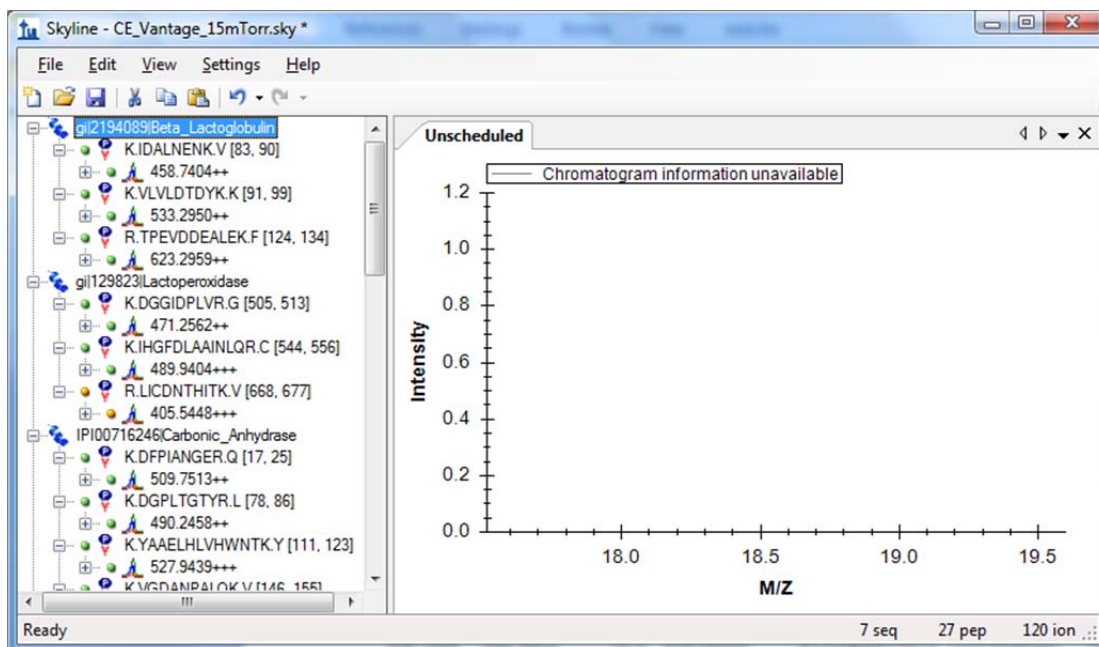 Skyline - CE_Vantage_15mTorr.sky *
File Edit View Settings Help
gi|2194089|Beta_Lactoglobulin
K.IDALNENK.V [83, 90]
458.7404++
K.VLVLDTDYK.K [91, 99]
533.2950++
R.TPEVDDEALEK.F [124, 134]
623.2959++
gi|129823|Lactoperoxidase
K.DGGIDPLVR.G [505, 513]
471.2562++
K.IHGFDLAAINLQR.C [544, 556]
489.9404+++
R.LICDNTHITK.V [668, 677]
405.5448+++
IPI00716246|Carbonic_Anhydrase
K.DFPIANGER.Q [17, 25]
509.7513++
K.DGPLTGTYR.L [78, 86]
490.2458++
K.YAAELHLVHWNTK.Y [111, 123]
527.9439+++
K.VGDANPALQK.V [146, 155]
Unscheduled
Chromatogram information unavailable
Intensity
1.2
1.0
0.8
0.6
0.4
0.2
0.0
18.0 18.5 19.0 19.5
M/Z
Ready 7 seq 27 pep 120 ion